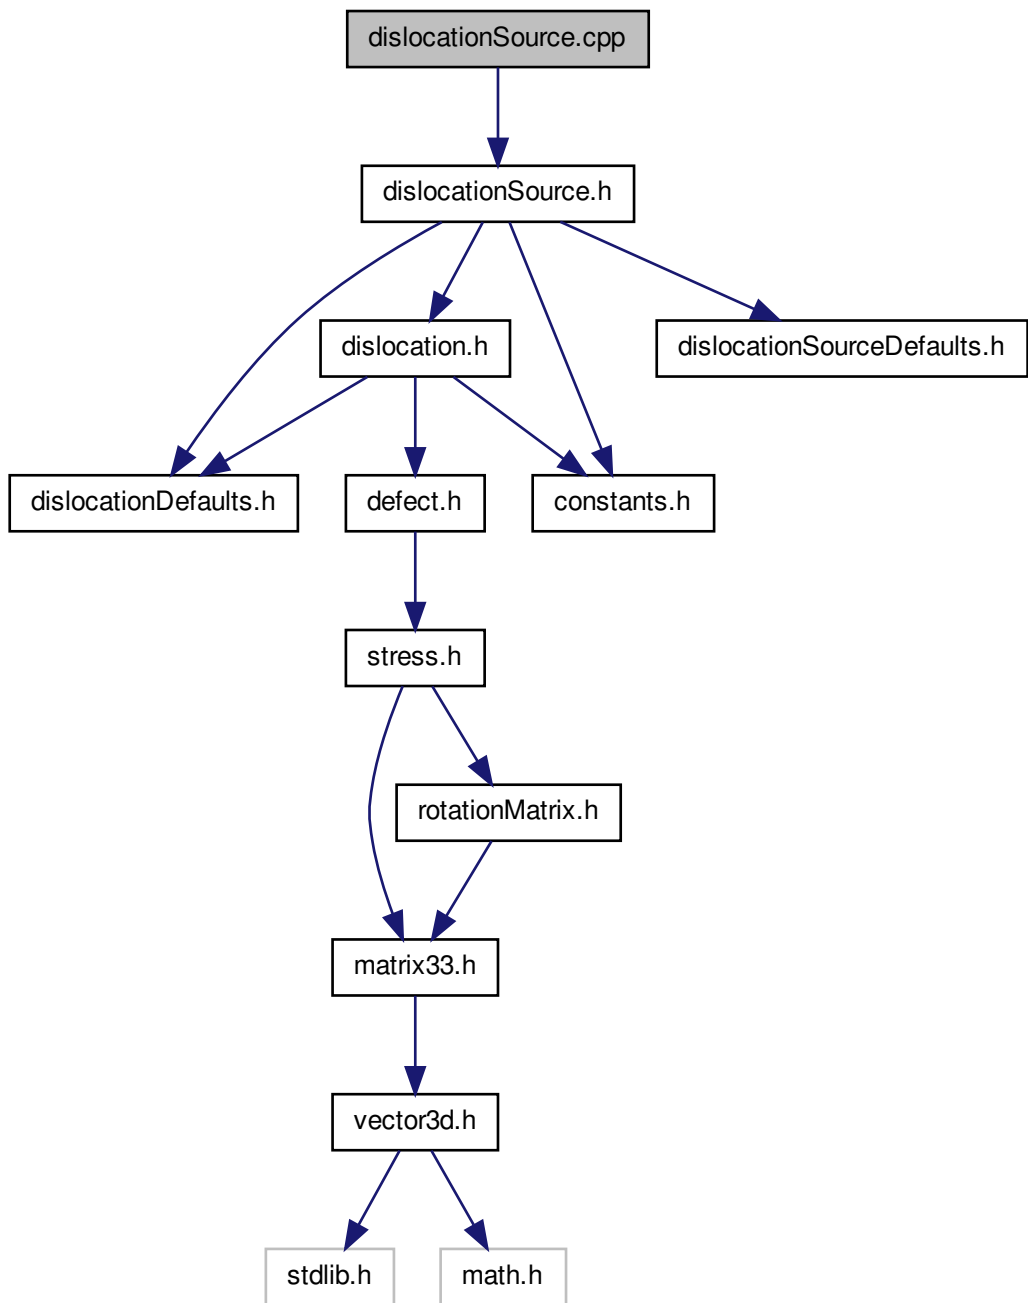 dislocationSource.cpp
dislocationSource.h
dislocation.h
dislocationSourceDefaults.h
dislocationDefaults.h
defect.h
constants.h
stress.h
rotationMatrix.h
matrix33.h
vector3d.h
stdlib.h
math.h